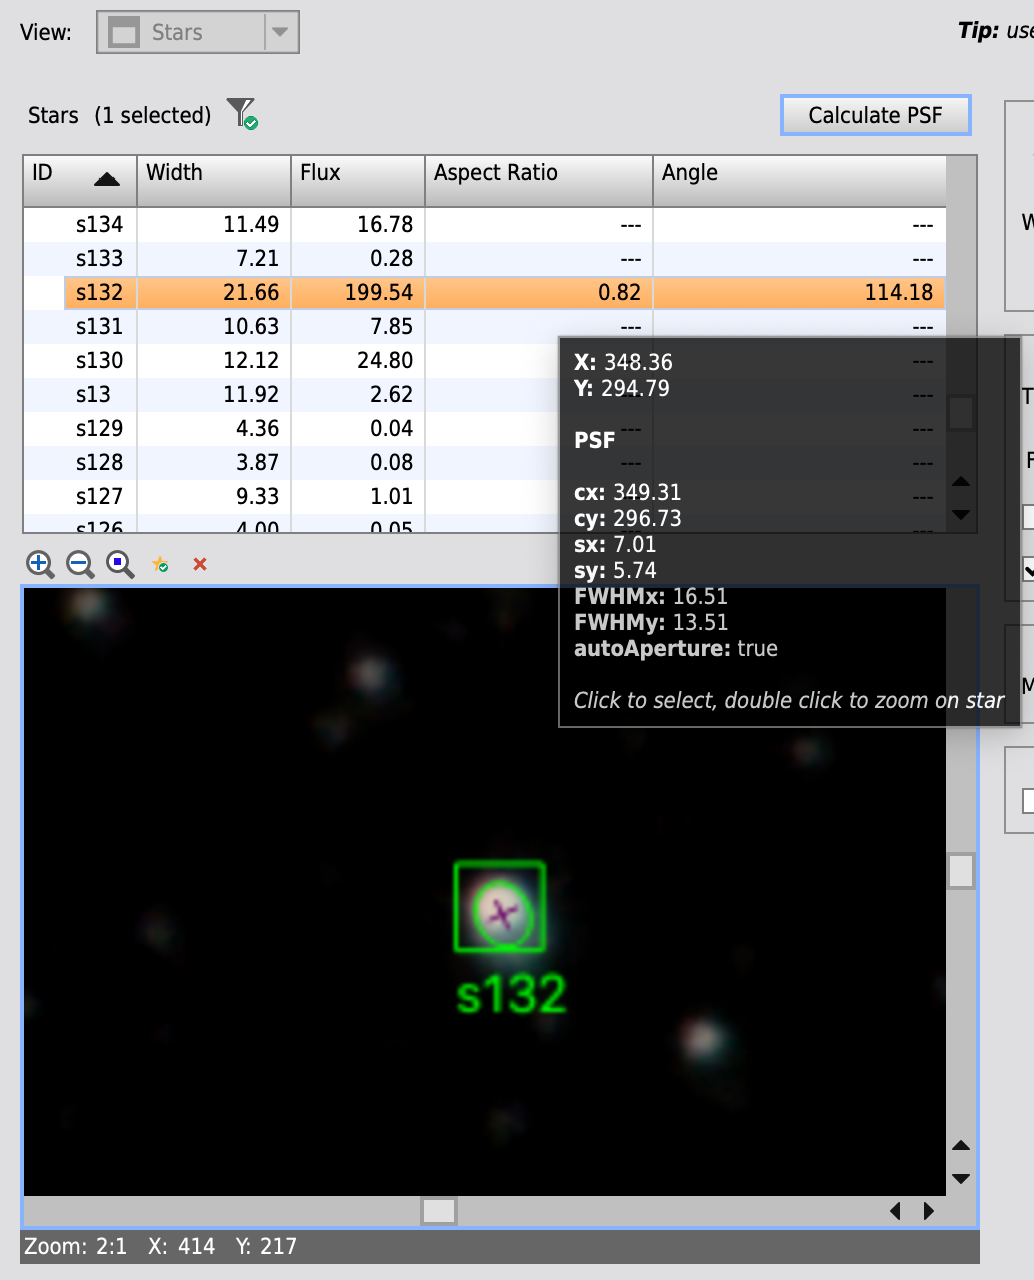 View: Stars
Tip: use
Stars (1 selected)
Calculate PSF
ID Width Flux Aspect Ratio Angle
s134 11.49 16.78 --- ---
s133 7.21 0.28 --- ---
s132 21.66 199.54 0.82 114.18
s131 10.63 7.85 --- ---
s130 12.12 24.80 ---
s13 11.92 2.62 --- ---
s129 4.36 0.04 --- ---
s128 3.87 0.08 --- ---
s127 9.33 1.01 --- ---
s126 4.00 0.05 --- ---
X: 348.36
Y: 294.79
PSF
cx: 349.31
cy: 296.73
sx: 7.01
sy: 5.74
FWHMx: 16.51
FWHMy: 13.51
autoAperture: true
Click to select, double click to zoom on star
W
T
F
M
s132
Zoom: 2:1 X: 414 Y: 217